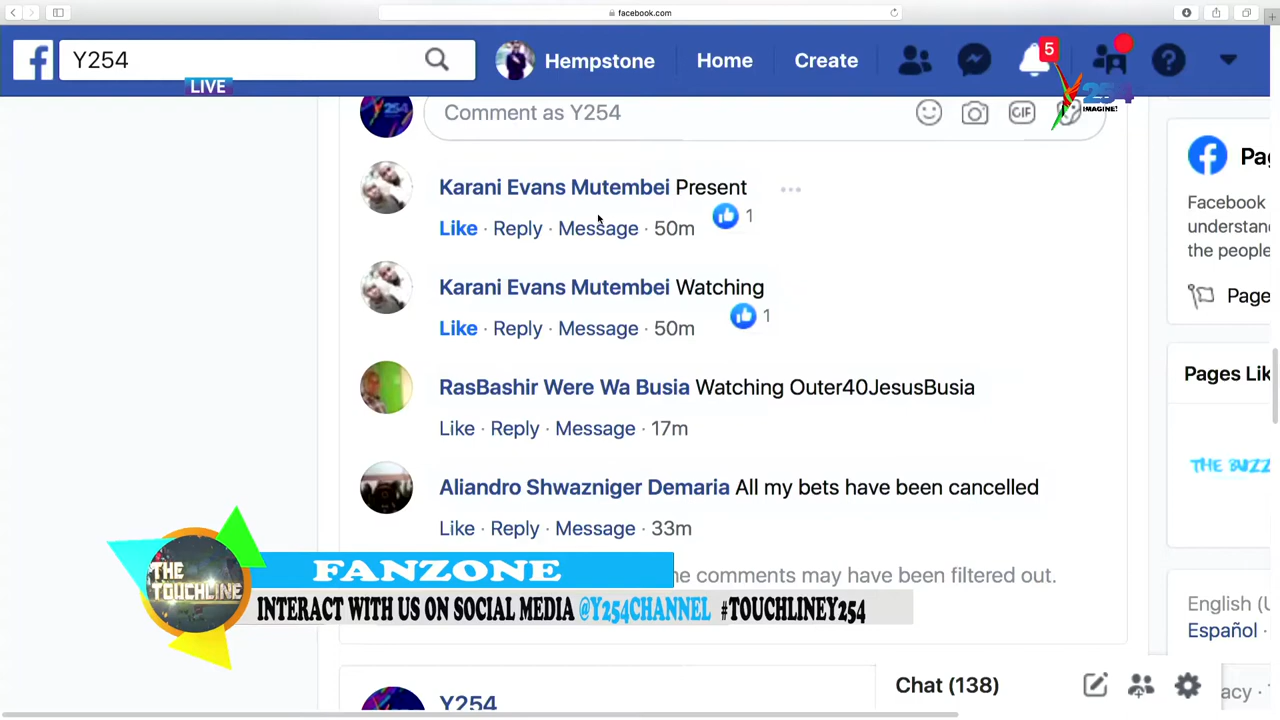 facebook.com
Y254
Hempstone
Home
Create
5
LIVE
Y254
IMAGINE!
Comment as Y254
GIF
Karani Evans Mutembei Present
Like · Reply · Message · 50m
1
Karani Evans Mutembei Watching
Like · Reply · Message · 50m
1
RasBashir Were Wa Busia Watching Outer40JesusBusia
Like · Reply · Message · 17m
Aliandro Shwazniger Demaria All my bets have been cancelled
Like · Reply · Message · 33m
comments may have been filtered out.
THE TOUCHLINE
FANZONE
INTERACT WITH US ON SOCIAL MEDIA @Y254CHANNEL #TOUCHLINEY254
Y254
Chat (138)
Facebook
understand
the people
Page
Pages Lik
THE BUZZ
English (U
Español ·
acy ·